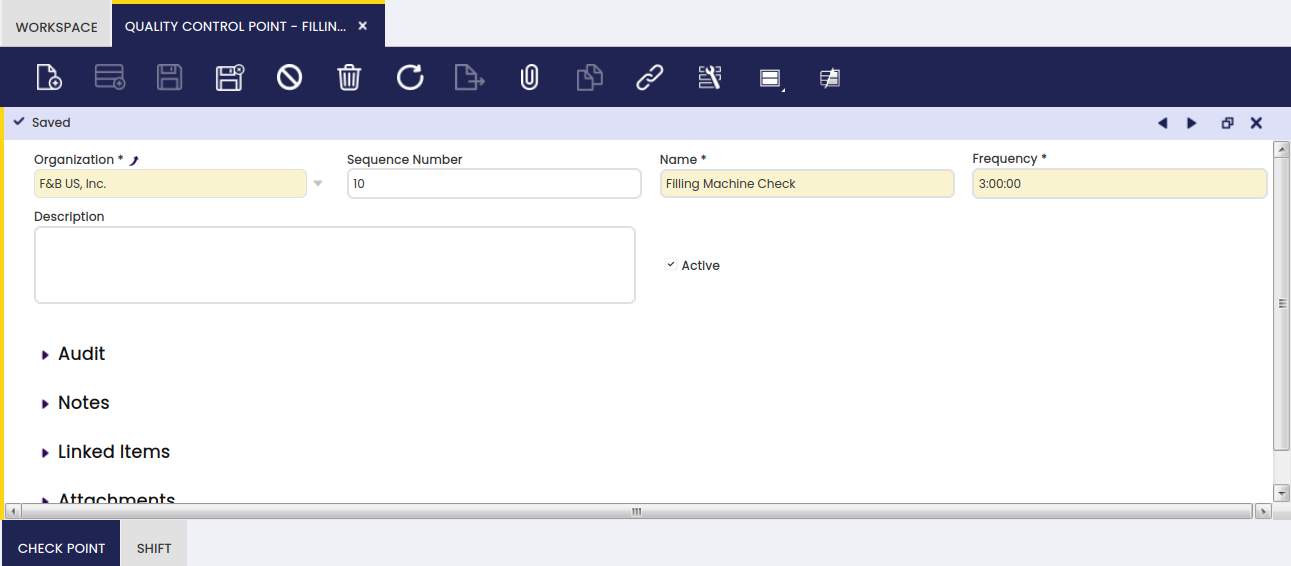 WORKSPACE
QUALITY CONTROL POINT - FILLIN...
Saved
Organization * Sequence Number Name * Frequency *
F&B US, Inc. 10 Filling Machine Check 3:00:00
Description
Active
Audit
Notes
Linked Items
Attachments
CHECK POINT SHIFT